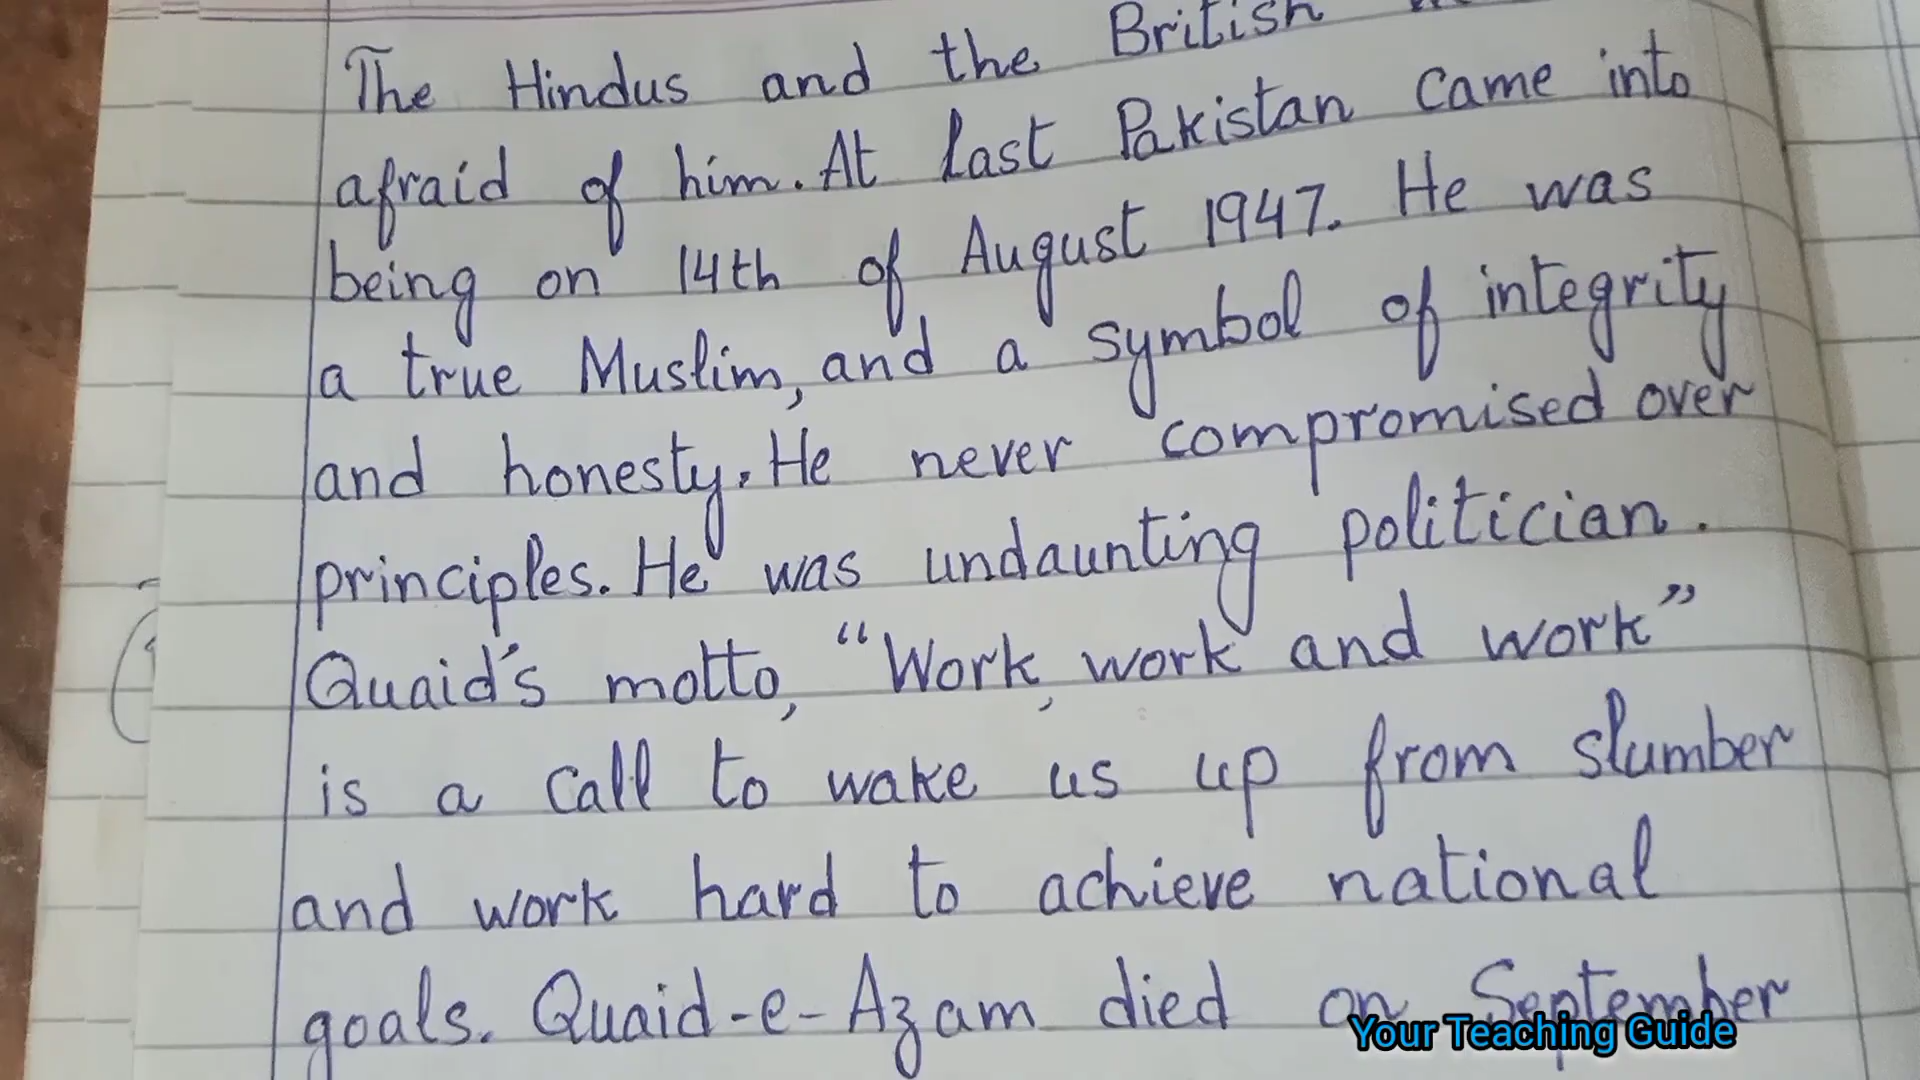 The Hindus and the British
afraid of him. At last Pakistan came into
being on 14th of August 1947. He was
a true Muslim, and a symbol of integrity
and honesty. He never compromised over
principles. He was undaunting politician.
Quaid's motto, “Work, work and work”
is a call to wake us up from slumber
and work hard to achieve national
goals. Quaid-e-Azam died on September
Your Teaching Guide